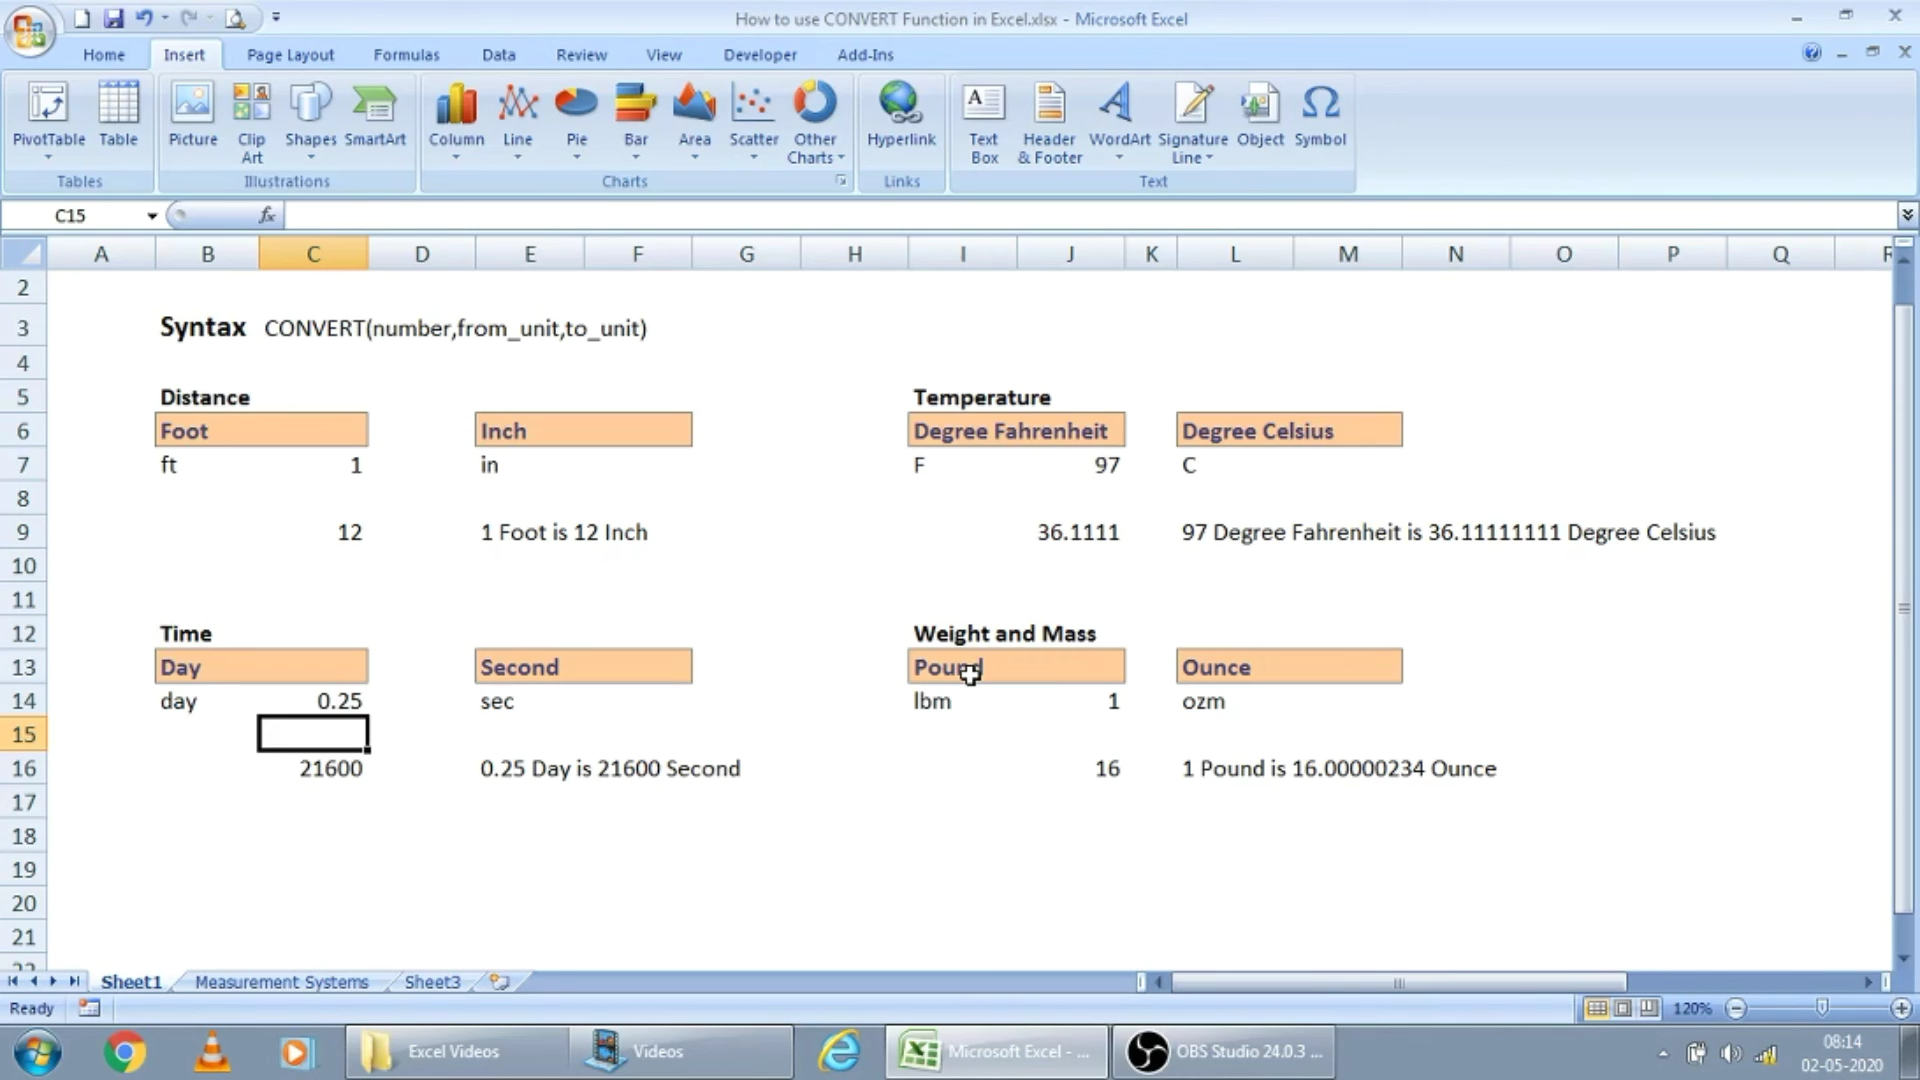 How to use CONVERT Function in Excel.xlsx - Microsoft Excel
Home Insert Page Layout Formulas Data Review View Developer Add-Ins
PivotTable Table Picture Clip Art Shapes SmartArt Column Line Pie Bar Area Scatter Other Charts Hyperlink Text Box Header & Footer WordArt Signature Line Object Symbol
Tables Illustrations Charts Links Text
C15 fx
A B C D E F G H I J K L M N O P Q R
2
3 Syntax CONVERT(number,from_unit,to_unit)
4
5 Distance Temperature
6 Foot Inch Degree Fahrenheit Degree Celsius
7 ft 1 in F 97 C
8
9 12 1 Foot is 12 Inch 36.1111 97 Degree Fahrenheit is 36.11111111 Degree Celsius
10
11
12 Time Weight and Mass
13 Day Second Pound Ounce
14 day 0.25 sec lbm 1 ozm
15
16 21600 0.25 Day is 21600 Second 16 1 Pound is 16.00000234 Ounce
17
18
19
20
21
22
Sheet1 Measurement Systems Sheet3
Ready 120%
Excel Videos Videos Microsoft Excel - ... OBS Studio 24.0.3 ... 08:14
02-05-2020